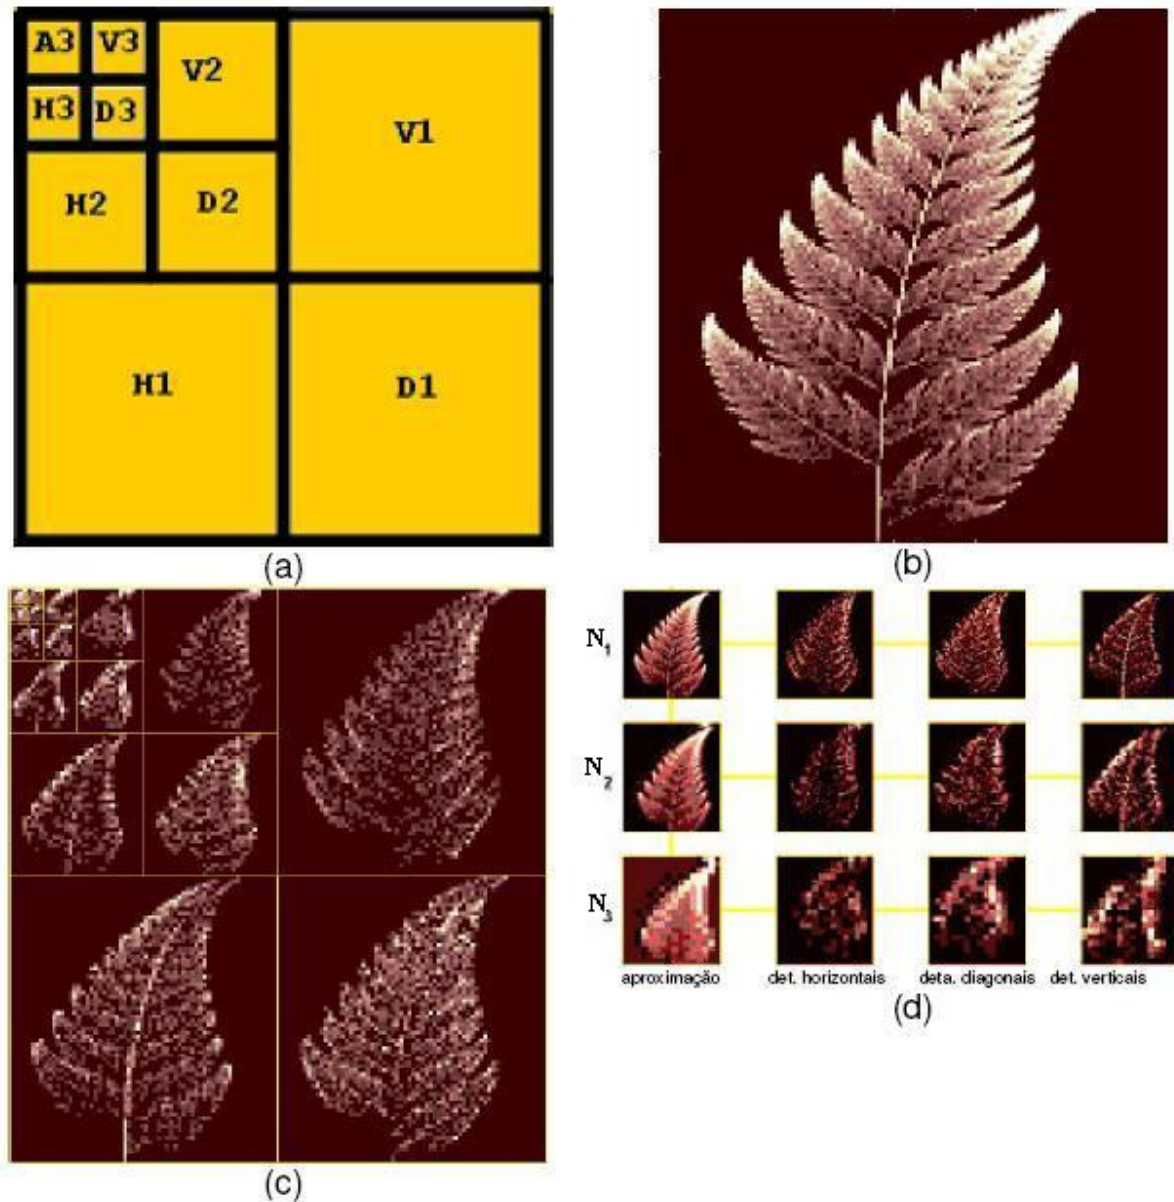 A3 V3 V2 V1
H3 D3
H2 D2
H1 D1
(a)
(b)
N1
N2
N3
aproximação det. horizontais deta. diagonais det. verticais
(d)
(c)